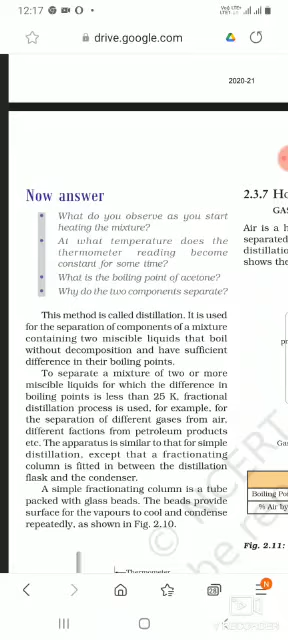 12:17
drive.google.com
2020-21
Now answer
• What do you observe as you start
heating the mixture?
• At what temperature does the
thermometer reading become
constant for some time?
• What is the boiling point of acetone?
• Why do the two components separate?
This method is called distillation. It is used
for the separation of components of a mixture
containing two miscible liquids that boil
without decomposition and have sufficient
difference in their boiling points.
To separate a mixture of two or more
miscible liquids for which the difference in
boiling points is less than 25 K, fractional
distillation process is used, for example, for
the separation of different gases from air,
different factions from petroleum products
etc. The apparatus is similar to that for simple
distillation, except that a fractionating
column is fitted in between the distillation
flask and the condenser.
A simple fractionating column is a tube
packed with glass beads. The beads provide
surface for the vapours to cool and condense
repeatedly, as shown in Fig. 2.10.
Thermometer
2.3.7 Ho
GAS
Air is a h
separated
distillatio
shows the
pr
Gas
Boiling Po
% Air by
Fig. 2.11:
© NCERT
be re
N